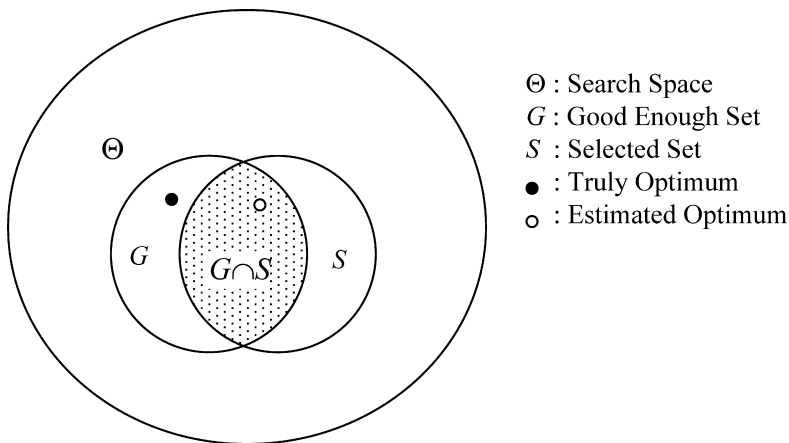 Θ
G
G∩S
S
Θ : Search Space
G : Good Enough Set
S : Selected Set
● : Truly Optimum
○ : Estimated Optimum